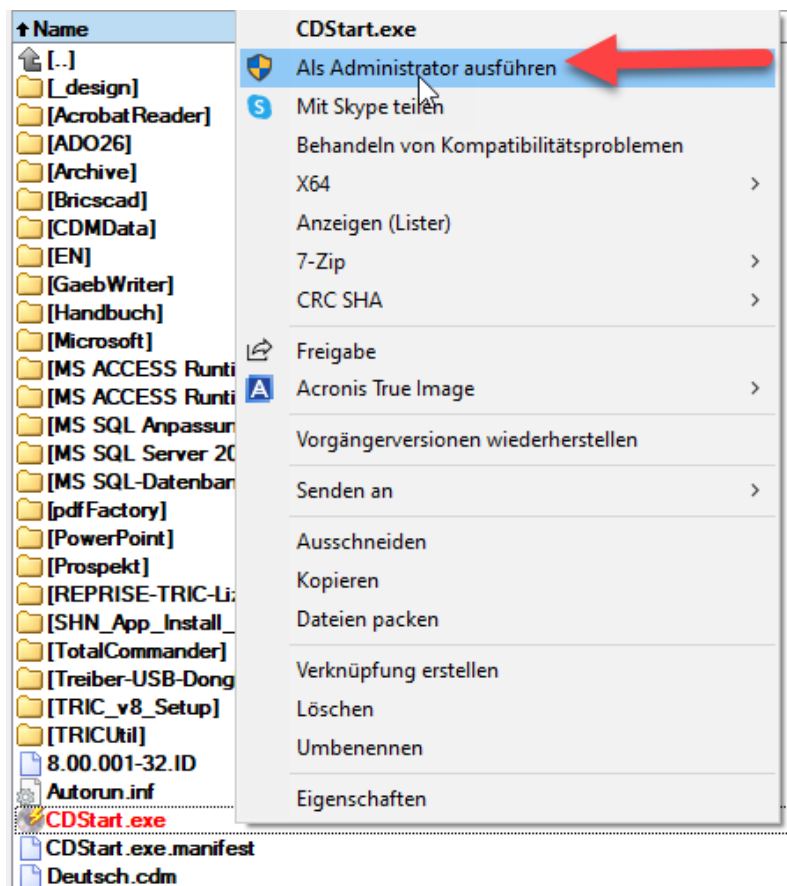 Name
[..]
[_design]
[AcrobatReader]
[ADO26]
[Archive]
[Bricscad]
[CDMData]
[EN]
[GaebWriter]
[Handbuch]
[Microsoft]
[MS ACCESS Runti
[MS ACCESS Runti
[MS SQL Anpassun
[MS SQL Server 20
[MS SQL-Datenban
[pdfFactory]
[PowerPoint]
[Prospekt]
[REPRISE-TRIC-Li
[SHN_App_Install_
[TotalCommander]
[Treiber-USB-Dong
[TRIC_v8_Setup]
[TRICUtil]
8.00.001-32.ID
Autorun.inf
CDStart.exe
CDStart.exe.manifest
Deutsch.cdm
CDStart.exe
Als Administrator ausführen
Mit Skype teilen
Behandeln von Kompatibilitätsproblemen
X64
Anzeigen (Lister)
7-Zip
CRC SHA
Freigabe
Acronis True Image
Vorgängerversionen wiederherstellen
Senden an
Ausschneiden
Kopieren
Dateien packen
Verknüpfung erstellen
Löschen
Umbenennen
Eigenschaften